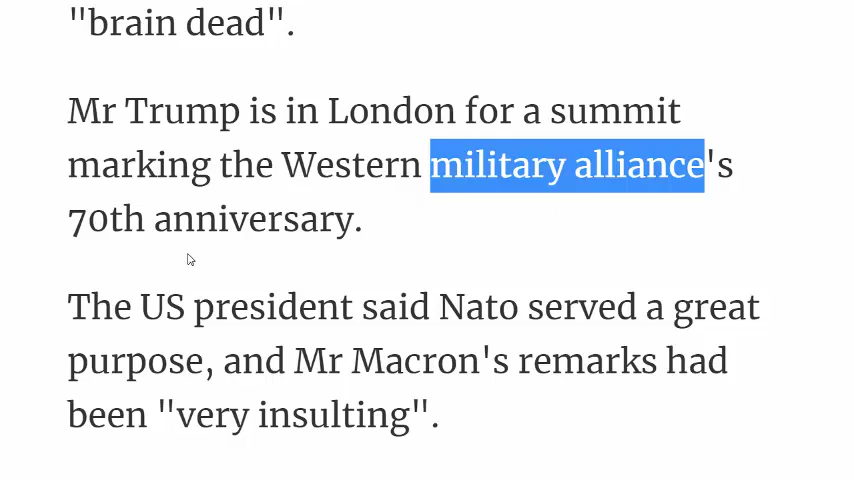 "brain dead".
Mr Trump is in London for a summit
marking the Western military alliance's
70th anniversary.
The US president said Nato served a great
purpose, and Mr Macron's remarks had
been "very insulting".